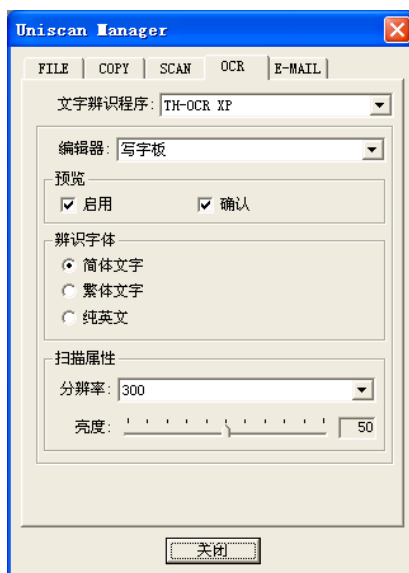 Uniscan Manager
FILE COPY SCAN OCR E-MAIL
文字辨识程序: TH-OCR XP
编辑器: 写字板
预览
启用 确认
辨识字体
简体文字
繁体文字
纯英文
扫描属性
分辨率: 300
亮度: 50
关闭